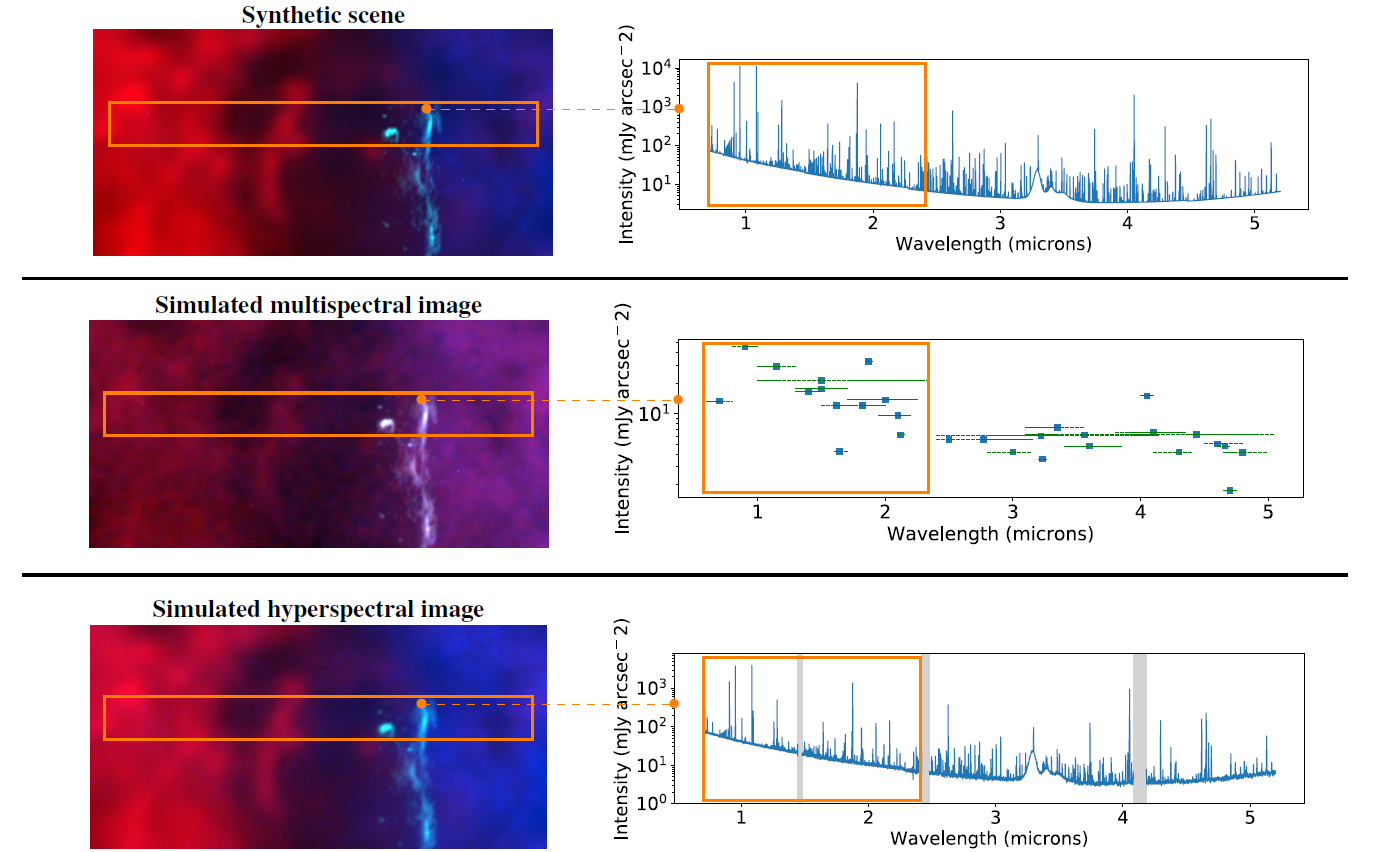 Synthetic scene
Intensity (mJy arcsec−2)
10^4
10^3
10^2
10^1
1 2 3 4 5
Wavelength (microns)
Simulated multispectral image
Intensity (mJy arcsec−2)
10^1
1 2 3 4 5
Wavelength (microns)
Simulated hyperspectral image
Intensity (mJy arcsec−2)
10^3
10^2
10^1
10^0
1 2 3 4 5
Wavelength (microns)